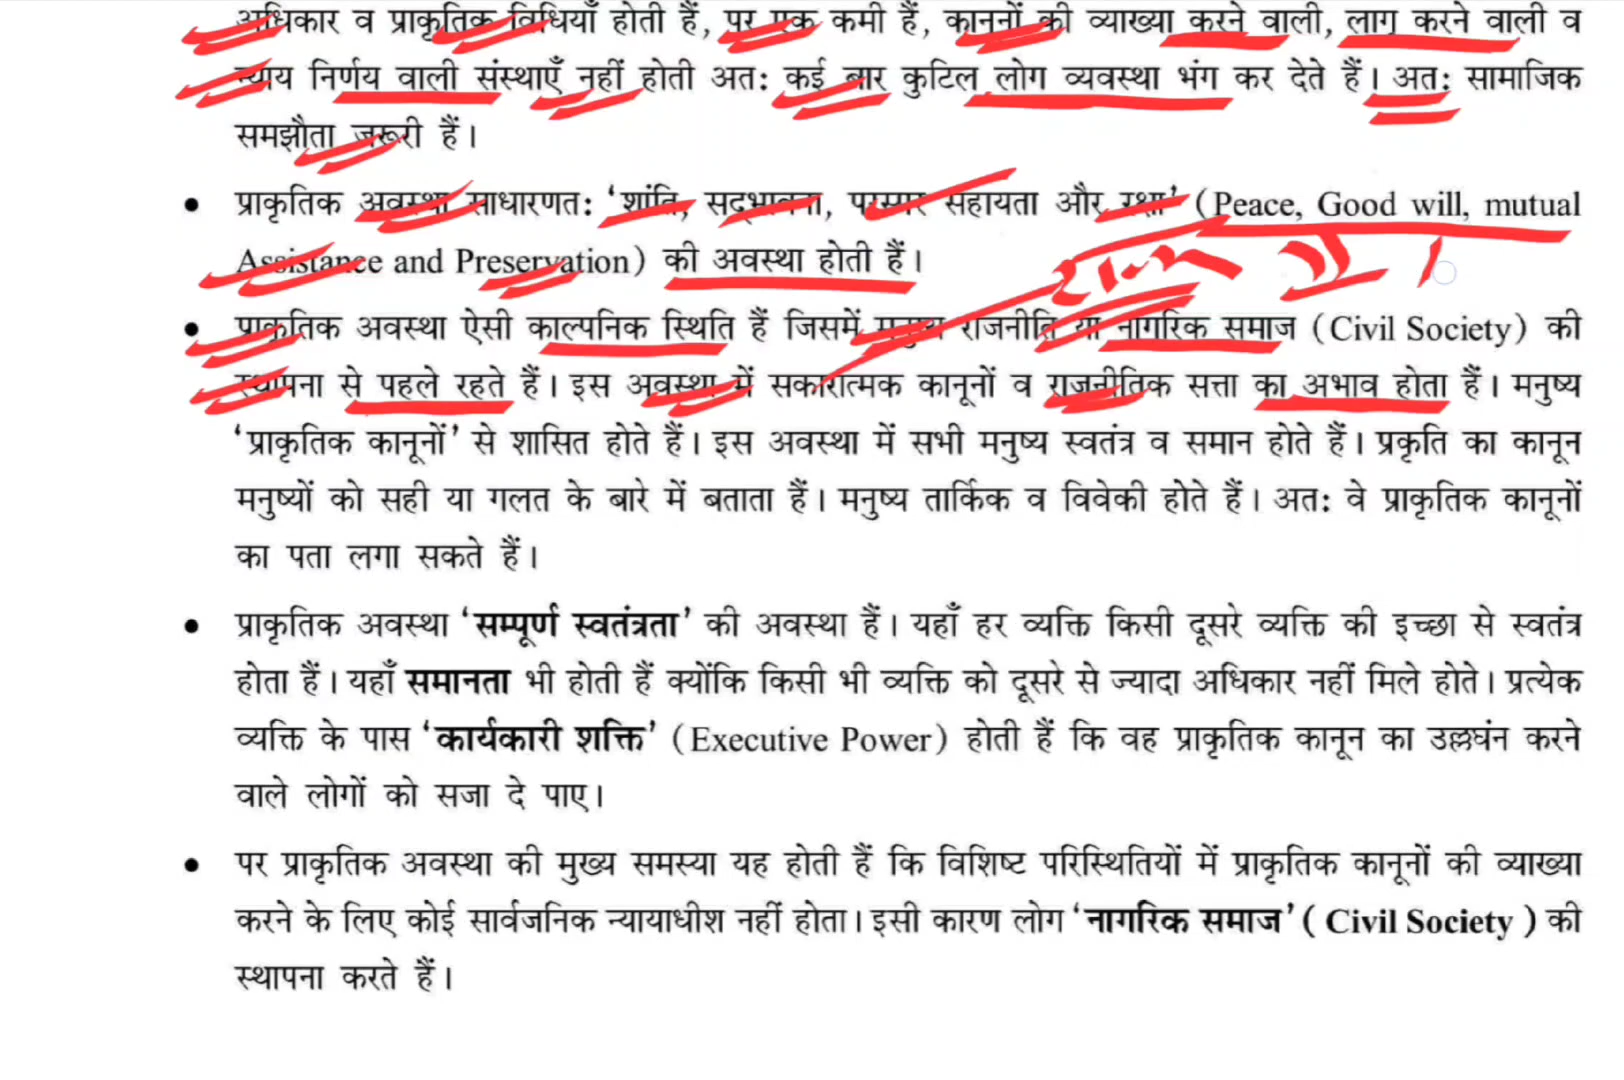 अधिकार व प्राकृतिक विधियाँ होती हैं, पर एक कमी हैं, कानूनों की व्याख्या करने वाली, लागू करने वाली व
न्याय निर्णय वाली संस्थाएँ नहीं होती अत: कई बार कुटिल लोग व्यवस्था भंग कर देते हैं। अत: सामाजिक
समझौता जरूरी हैं।
• प्राकृतिक अवस्था साधारणत: ‘शांति, सद्भावना, परस्पर सहायता और रक्षा’ (Peace, Good will, mutual
Assistance and Preservation) की अवस्था होती हैं।
• प्राकृतिक अवस्था ऐसी काल्पनिक स्थिति हैं जिसमें मनुष्य राजनीति या नागरिक समाज (Civil Society) की
स्थापना से पहले रहते हैं। इस अवस्था में सकारात्मक कानूनों व राजनीतिक सत्ता का अभाव होता हैं। मनुष्य
‘प्राकृतिक कानूनों’ से शासित होते हैं। इस अवस्था में सभी मनुष्य स्वतंत्र व समान होते हैं। प्रकृति का कानून
मनुष्यों को सही या गलत के बारे में बताता हैं। मनुष्य तार्किक व विवेकी होते हैं। अत: वे प्राकृतिक कानूनों
का पता लगा सकते हैं।
• प्राकृतिक अवस्था ‘सम्पूर्ण स्वतंत्रता’ की अवस्था हैं। यहाँ हर व्यक्ति किसी दूसरे व्यक्ति की इच्छा से स्वतंत्र
होता हैं। यहाँ समानता भी होती हैं क्योंकि किसी भी व्यक्ति को दूसरे से ज्यादा अधिकार नहीं मिले होते। प्रत्येक
व्यक्ति के पास ‘कार्यकारी शक्ति’ (Executive Power) होती हैं कि वह प्राकृतिक कानून का उल्लघंन करने
वाले लोगों को सजा दे पाए।
• पर प्राकृतिक अवस्था की मुख्य समस्या यह होती हैं कि विशिष्ट परिस्थितियों में प्राकृतिक कानूनों की व्याख्या
करने के लिए कोई सार्वजनिक न्यायाधीश नहीं होता। इसी कारण लोग ‘नागरिक समाज’ ( Civil Society ) की
स्थापना करते हैं।